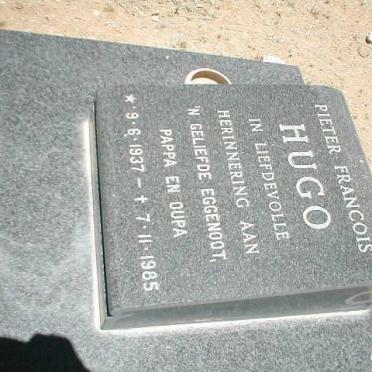 PIETER FRANCOIS
HUGO
IN LIEFDEVOLLE
HERINNERING AAN
'N GELIEFDE EGGENOOT,
PAPPA EN OUPA
* 9.6.1937 – † 7.11.1985